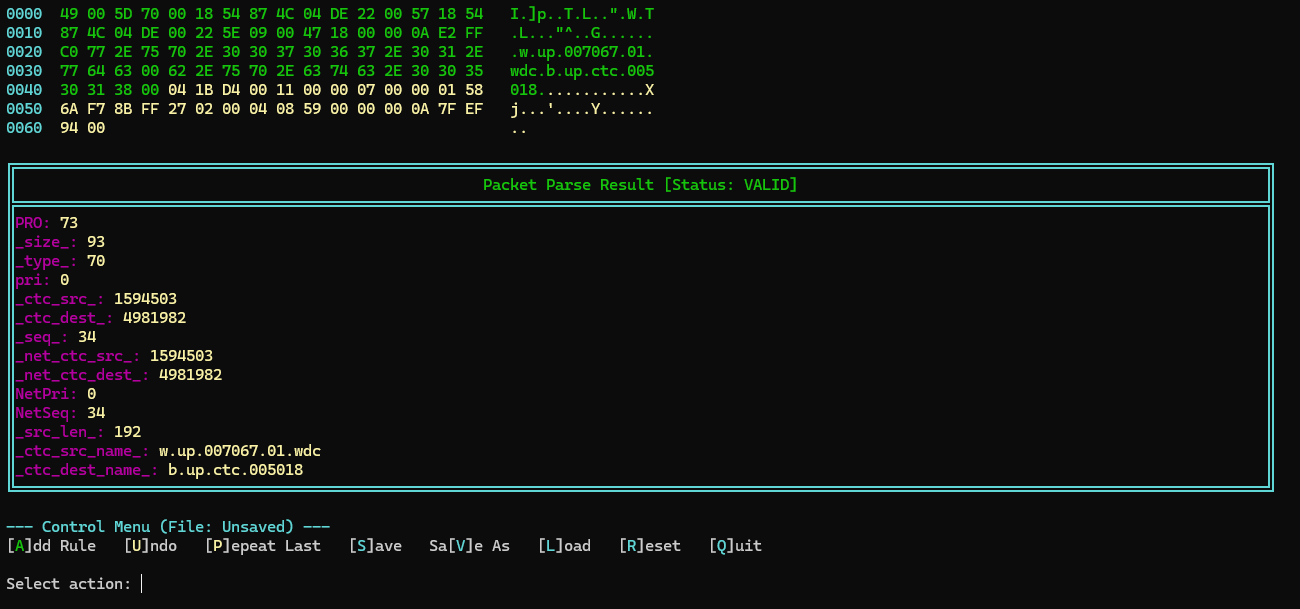 0000  49 00 5D 70 00 18 54 87 4C 04 DE 22 00 57 18 54   I.]p..T.L..".W.T
0010  87 4C 04 DE 00 22 5E 09 00 47 18 00 00 0A E2 FF   .L..."^..G......
0020  C0 77 2E 75 70 2E 30 30 37 30 36 37 2E 30 31 2E   .w.up.007067.01.
0030  77 64 63 00 62 2E 75 70 2E 63 74 63 2E 30 30 35   wdc.b.up.ctc.005
0040  30 31 38 00 04 1B D4 00 11 00 00 07 00 00 01 58   018............X
0050  6A F7 8B FF 27 02 00 04 08 59 00 00 00 0A 7F EF   j...'....Y......
0060  94 00                                             ..
Packet Parse Result [Status: VALID]
PRO: 73
_size_: 93
_type_: 70
pri: 0
_ctc_src_: 1594503
_ctc_dest_: 4981982
_seq_: 34
_net_ctc_src_: 1594503
_net_ctc_dest_: 4981982
NetPri: 0
NetSeq: 34
_src_len_: 192
_ctc_src_name_: w.up.007067.01.wdc
_ctc_dest_name_: b.up.ctc.005018
--- Control Menu (File: Unsaved) ---
[A]dd Rule   [U]ndo   [P]epeat Last   [S]ave   Sa[V]e As   [L]oad   [R]eset   [Q]uit
Select action: